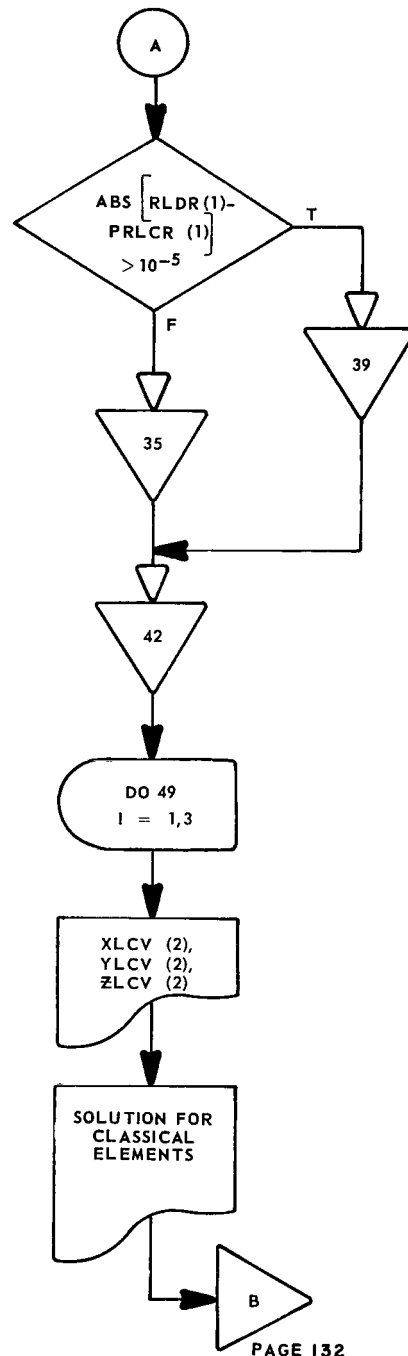 A
ABS [RLDR (1)-
PRLCR (1)]
> 10⁻⁵
T
F
39
35
42
DO 49
I = 1,3
XLCV (2),
YLCV (2),
ZLCV (2)
SOLUTION FOR
CLASSICAL
ELEMENTS
B
PAGE 132